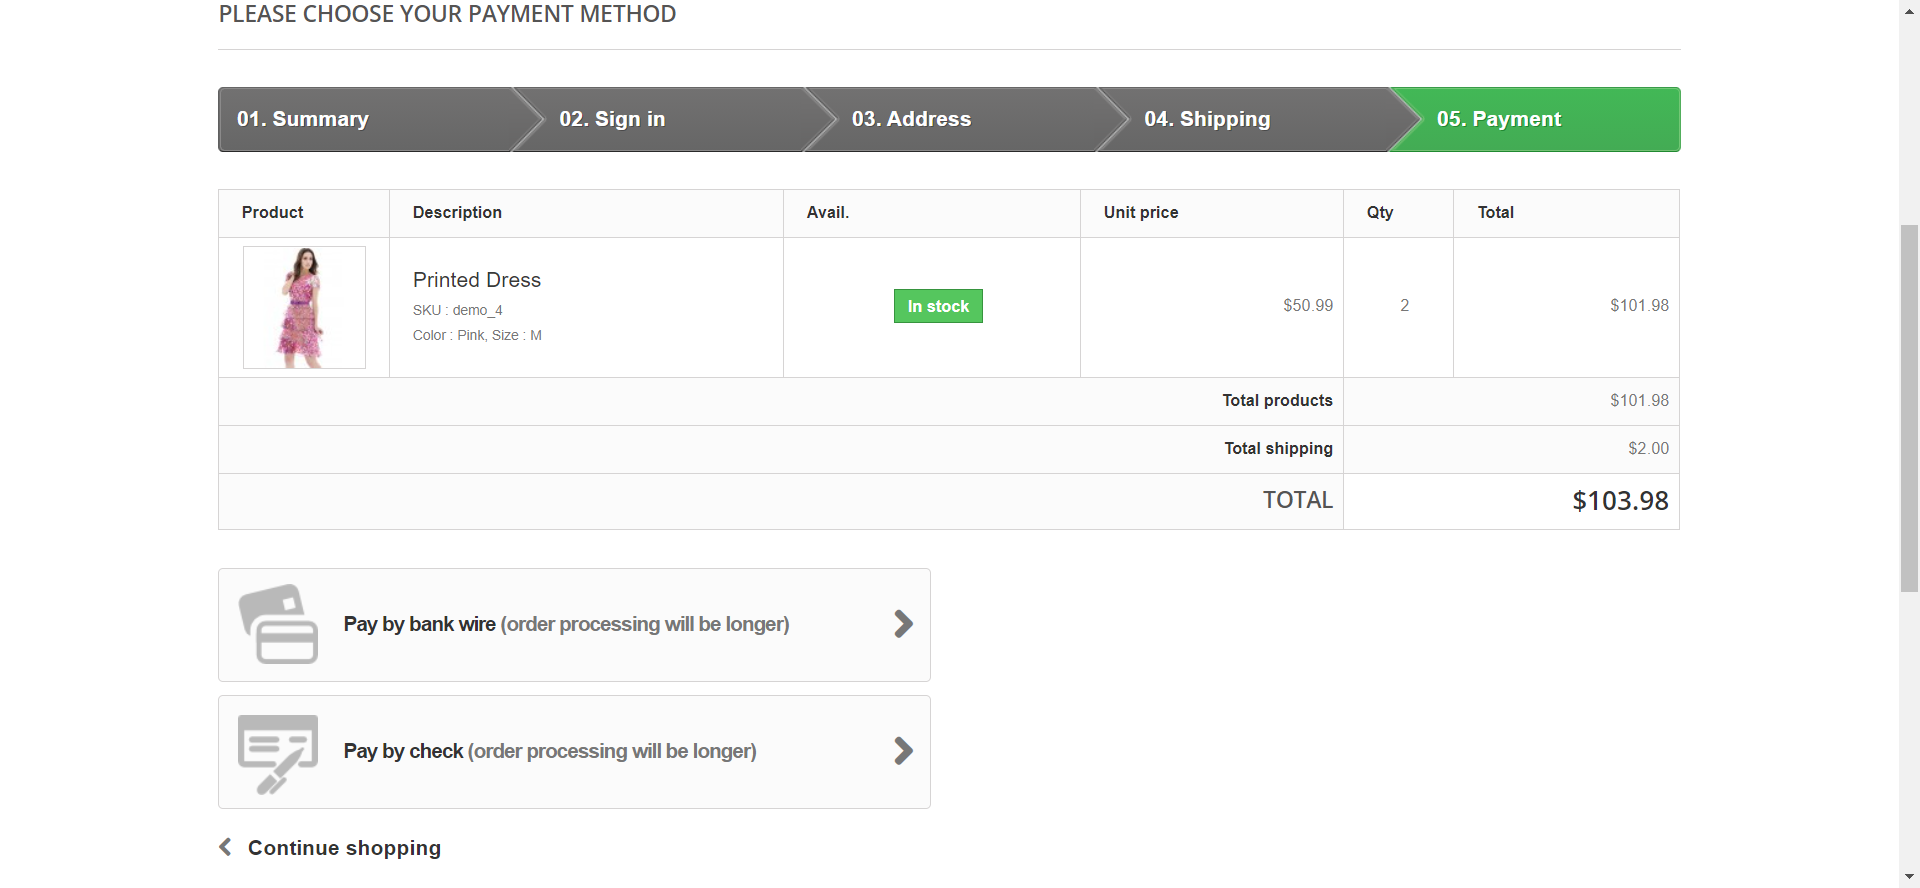 PLEASE CHOOSE YOUR PAYMENT METHOD
01. Summary 02. Sign in 03. Address 04. Shipping 05. Payment
Product Description Avail. Unit price Qty Total
Printed Dress
SKU : demo_4
Color : Pink, Size : M
In stock $50.99 2 $101.98
Total products $101.98
Total shipping $2.00
TOTAL $103.98
Pay by bank wire (order processing will be longer)
Pay by check (order processing will be longer)
Continue shopping